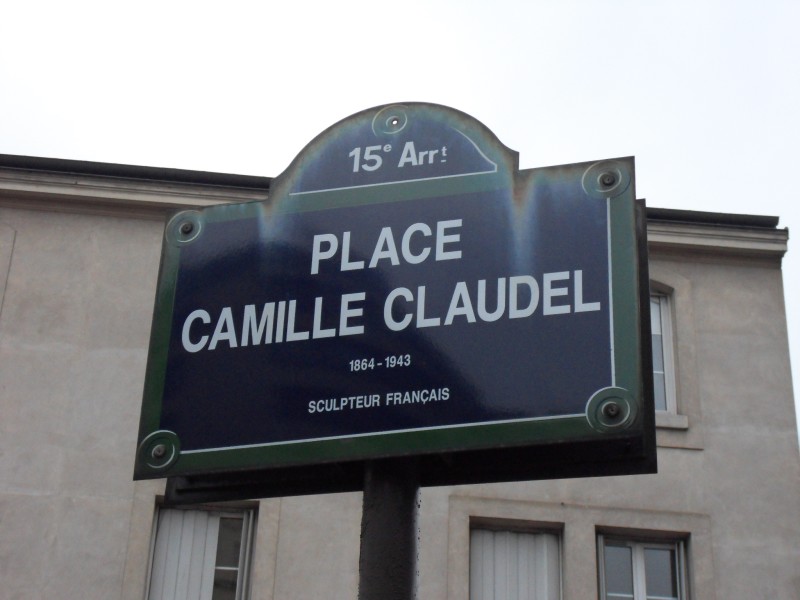 15e Arrt
PLACE
CAMILLE CLAUDEL
1864-1943
SCULPTEUR FRANÇAIS